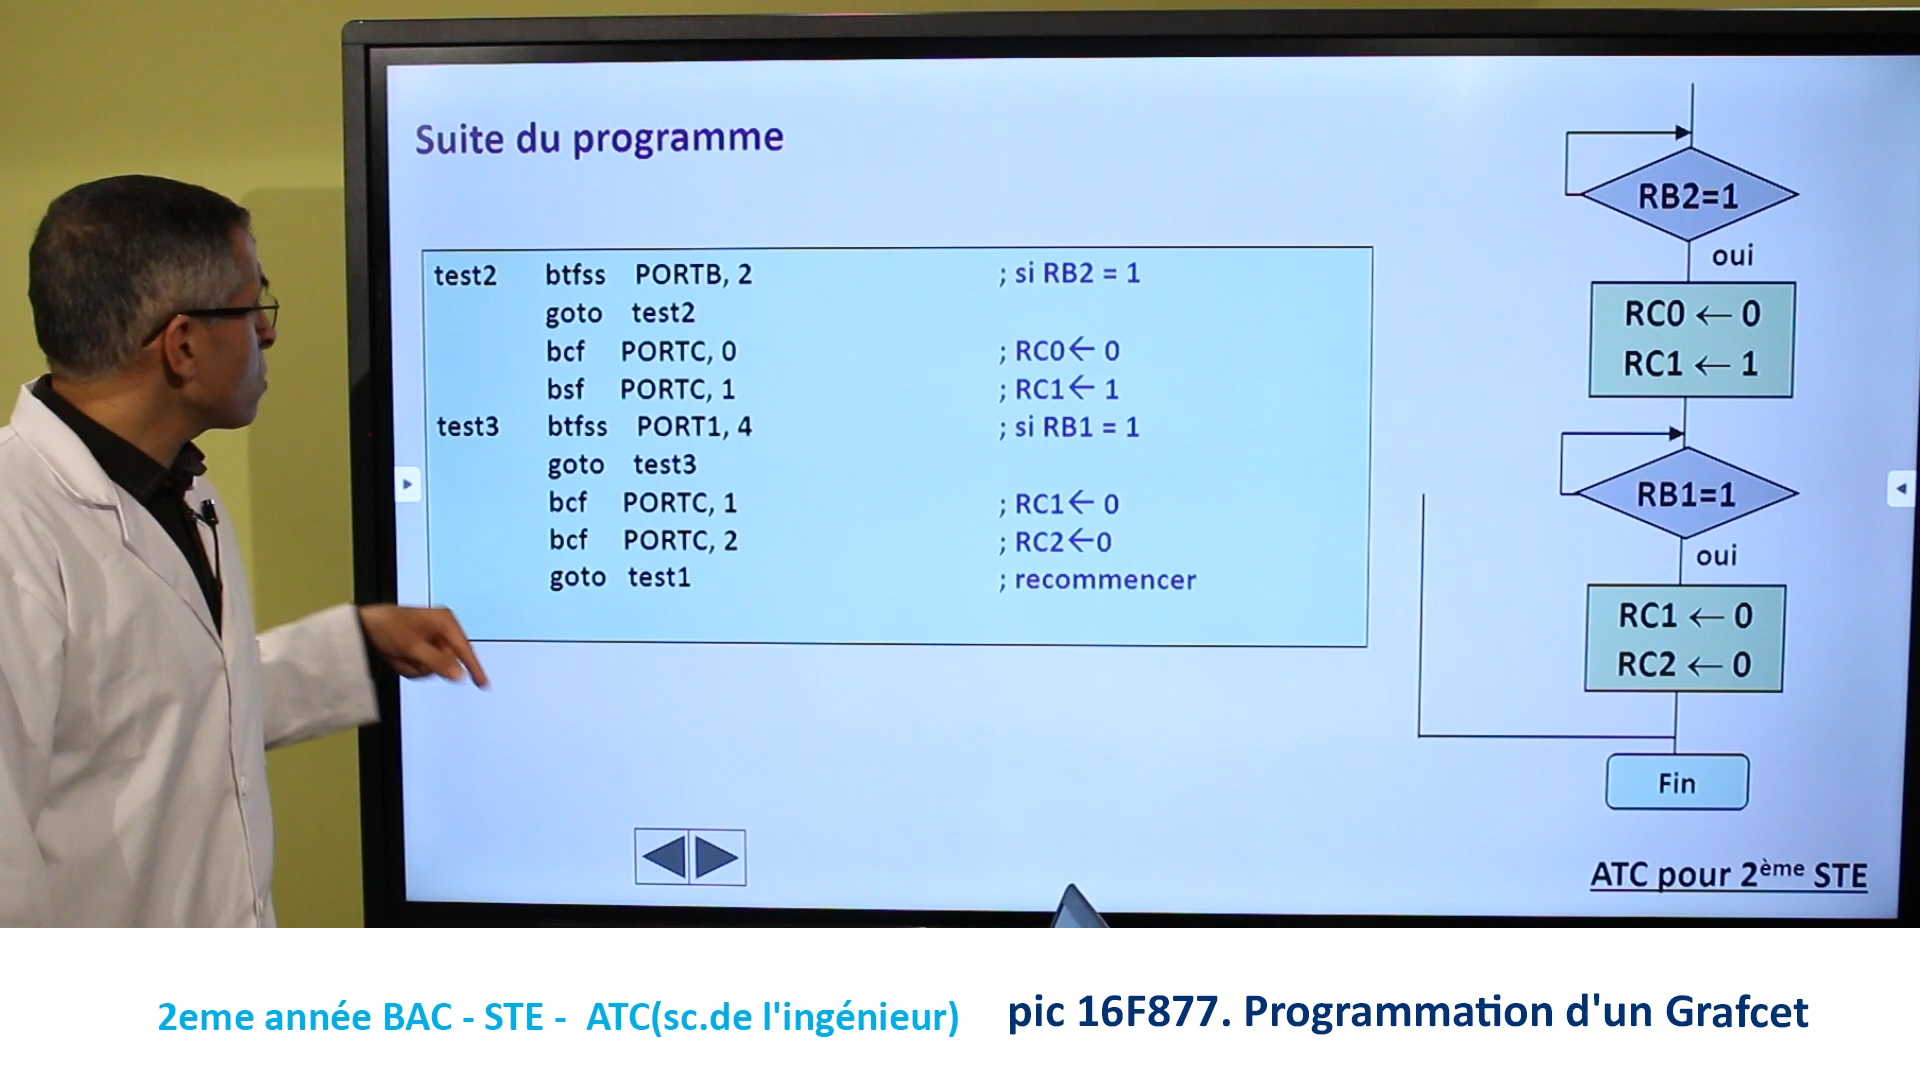 Suite du programme
test2 btfss PORTB, 2 ; si RB2 = 1
goto test2
bcf PORTC, 0 ; RC0← 0
bsf PORTC, 1 ; RC1← 1
test3 btfss PORT1, 4 ; si RB1 = 1
goto test3
bcf PORTC, 1 ; RC1← 0
bcf PORTC, 2 ; RC2←0
goto test1 ; recommencer
RB2=1
oui
RC0 ← 0
RC1 ← 1
RB1=1
oui
RC1 ← 0
RC2 ← 0
Fin
ATC pour 2ème STE
2eme année BAC - STE - ATC(sc.de l'ingénieur) pic 16F877. Programmation d'un Grafcet